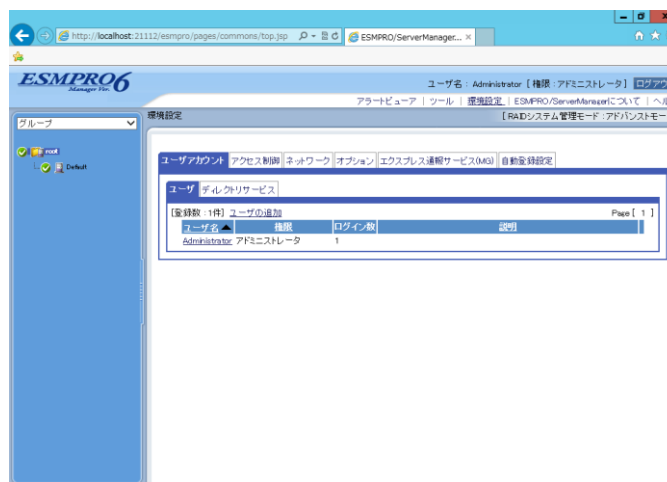 http://localhost:21112/esmpro/pages/commons/top.jsp
ESMPRO/ServerManager...
ESMPRO6
Manager Ver.
ユーザ名 : Administrator [ 権限 : アドミニストレータ ] ログアウ
アラートビューア | ツール | 環境設定 | ESMPRO/ServerManagerについて | ヘル
グループ
環境設定
[ RAIDシステム管理モード : アドバンストモー
root
Default
ユーザアカウント アクセス制御 ネットワーク オプション エクスプレス通報サービス(MG) 自動登録設定
ユーザ ディレクトリサービス
[登録数 : 1件] ユーザの追加 Page [ 1 ]
ユーザ名 ▲ 権限 ログイン数 説明
Administrator アドミニストレータ 1